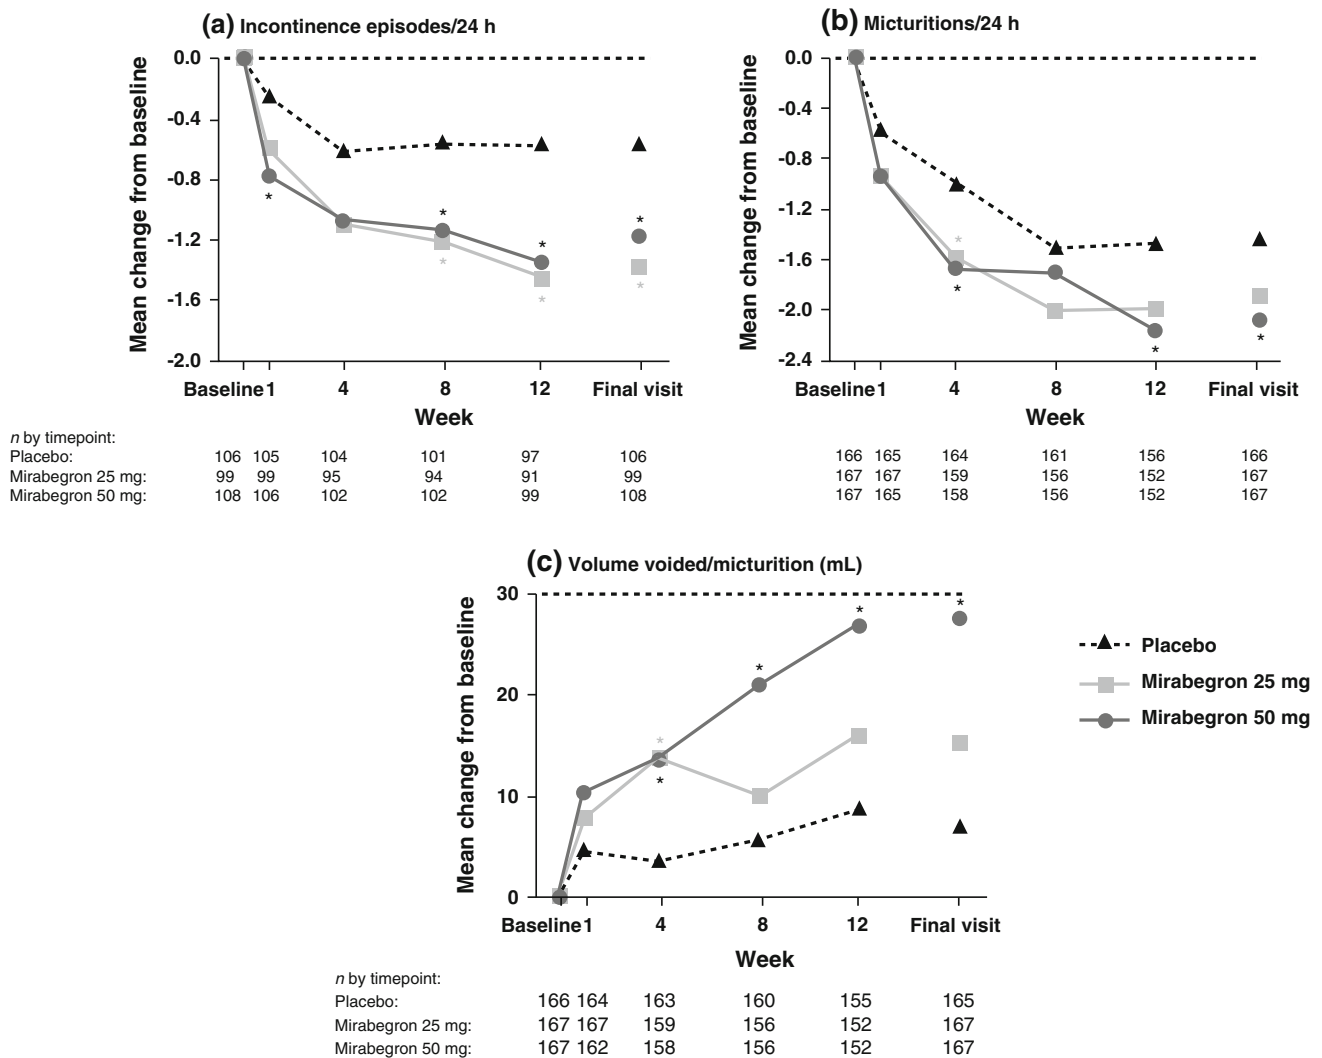 (a) Incontinence episodes/24 h
Mean change from baseline
0.0
-0.4
-0.8
-1.2
-1.6
-2.0
* * * * * * *
Baseline 1 4 8 12 Final visit
Week
n by timepoint:
Placebo: 106 105 104 101 97 106
Mirabegron 25 mg: 99 99 95 94 91 99
Mirabegron 50 mg: 108 106 102 102 99 108
(b) Micturitions/24 h
Mean change from baseline
0.0
-0.4
-0.8
-1.2
-1.6
-2.0
-2.4
* * * *
Baseline 1 4 8 12 Final visit
Week
166 165 164 161 156 166
167 167 159 156 152 167
167 165 158 156 152 167
(c) Volume voided/micturition (mL)
Mean change from baseline
30
20
10
0
* * * * *
Baseline 1 4 8 12 Final visit
Week
n by timepoint:
Placebo: 166 164 163 160 155 165
Mirabegron 25 mg: 167 167 159 156 152 167
Mirabegron 50 mg: 167 162 158 156 152 167
Placebo
Mirabegron 25 mg
Mirabegron 50 mg